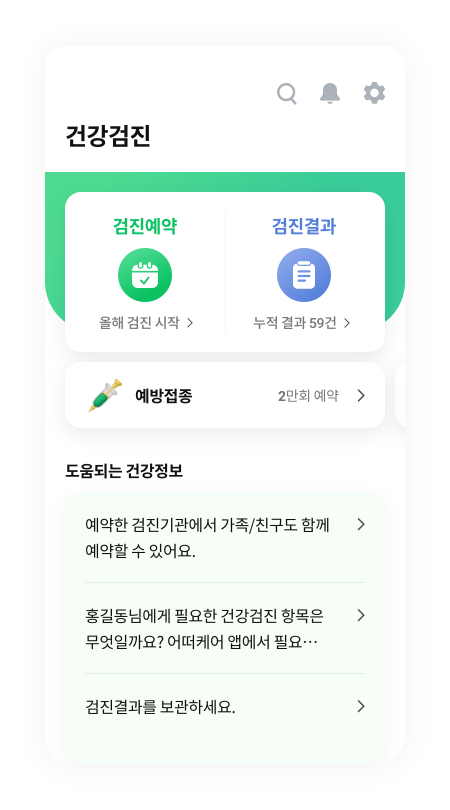 건강검진
검진예약
검진결과
올해 검진 시작
누적 결과 59건
예방접종
2만회 예약
도움되는 건강정보
예약한 검진기관에서 가족/친구도 함께
예약할 수 있어요.
홍길동님에게 필요한 건강검진 항목은
무엇일까요? 어떠케어 앱에서 필요…
검진결과를 보관하세요.